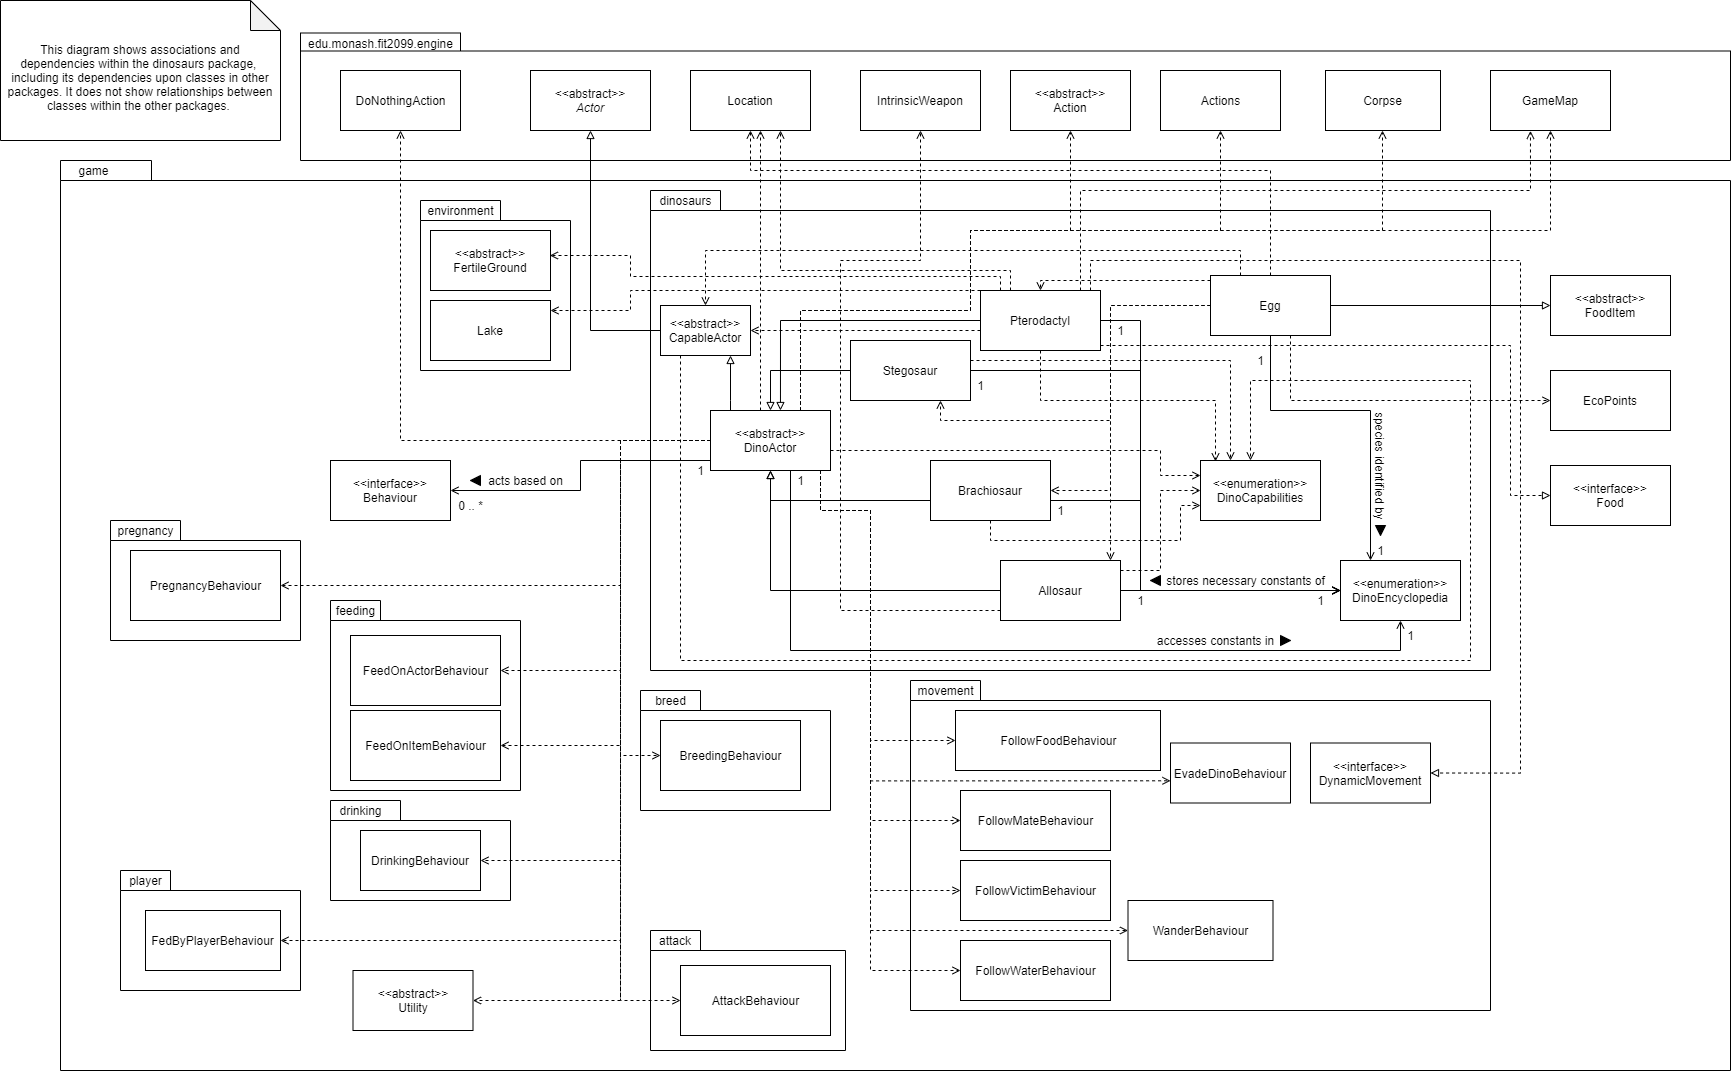 This diagram shows associations and
dependencies within the dinosaurs package,
including its dependencies upon classes in other
packages. It does not show relationships between
classes within the other packages.
edu.monash.fit2099.engine
DoNothingAction
<<abstract>>
Actor
Location
IntrinsicWeapon
<<abstract>>
Action
Actions
Corpse
GameMap
game
environment
<<abstract>>
FertileGround
Lake
dinosaurs
<<abstract>>
CapableActor
Pterodactyl
1
Egg
1
<<abstract>>
FoodItem
Stegosaur
1
EcoPoints
<<abstract>>
DinoActor
1
1
species identified by
1
<<interface>>
Behaviour
acts based on
0 .. *
Brachiosaur
1
<<enumeration>>
DinoCapabilities
<<interface>>
Food
Allosaur
1
stores necessary constants of
1
<<enumeration>>
DinoEncyclopedia
accesses constants in
1
pregnancy
PregnancyBehaviour
feeding
FeedOnActorBehaviour
FeedOnItemBehaviour
breed
BreedingBehaviour
movement
FollowFoodBehaviour
EvadeDinoBehaviour
<<interface>>
DynamicMovement
FollowMateBehaviour
FollowVictimBehaviour
WanderBehaviour
FollowWaterBehaviour
drinking
DrinkingBehaviour
player
FedByPlayerBehaviour
<<abstract>>
Utility
attack
AttackBehaviour